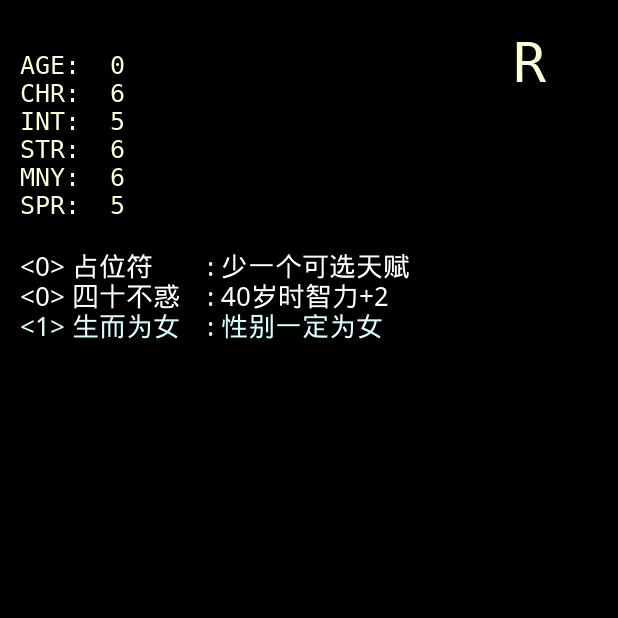 R
AGE: 0
CHR: 6
INT: 5
STR: 6
MNY: 6
SPR: 5
<0> 占位符 : 少一个可选天赋
<0> 四十不惑 : 40岁时智力+2
<1> 生而为女 : 性别一定为女